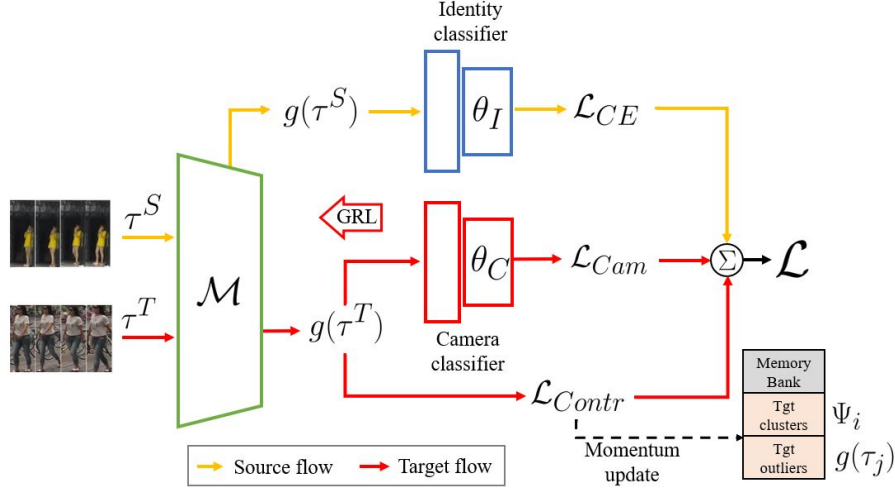 Identity
classifier
g(τ^S)
θ_I
ℒ_CE
τ^S
GRL
θ_C
ℒ_Cam
Σ
ℒ
M
τ^T
g(τ^T)
Camera
classifier
Memory
Bank
ℒ_Contr
Tgt
clusters
Ψ_i
Momentum
update
Tgt
outliers
g(τ_j)
Source flow
Target flow